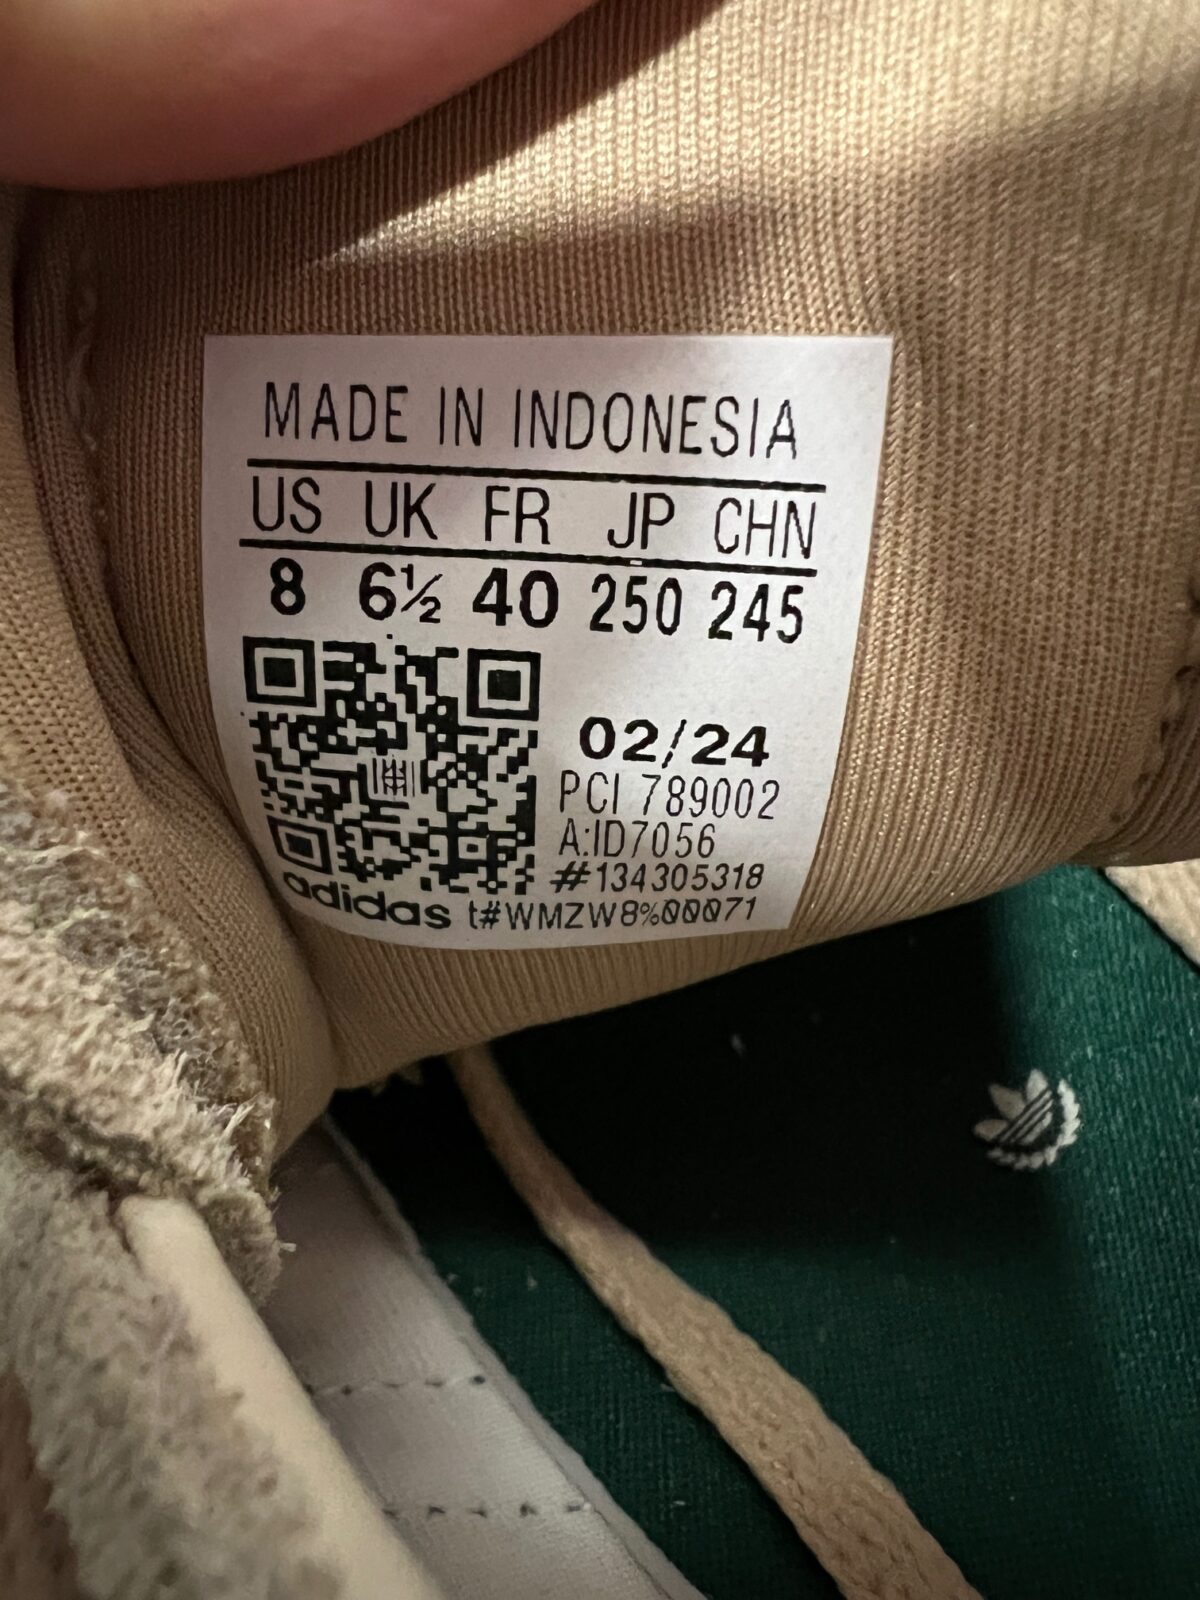 MADE IN INDONESIA
US UK FR JP CHN
8 6½ 40 250 245
02/24
PCI 789002
A:ID7056
#134305318
adidas t#WMZW8%00071